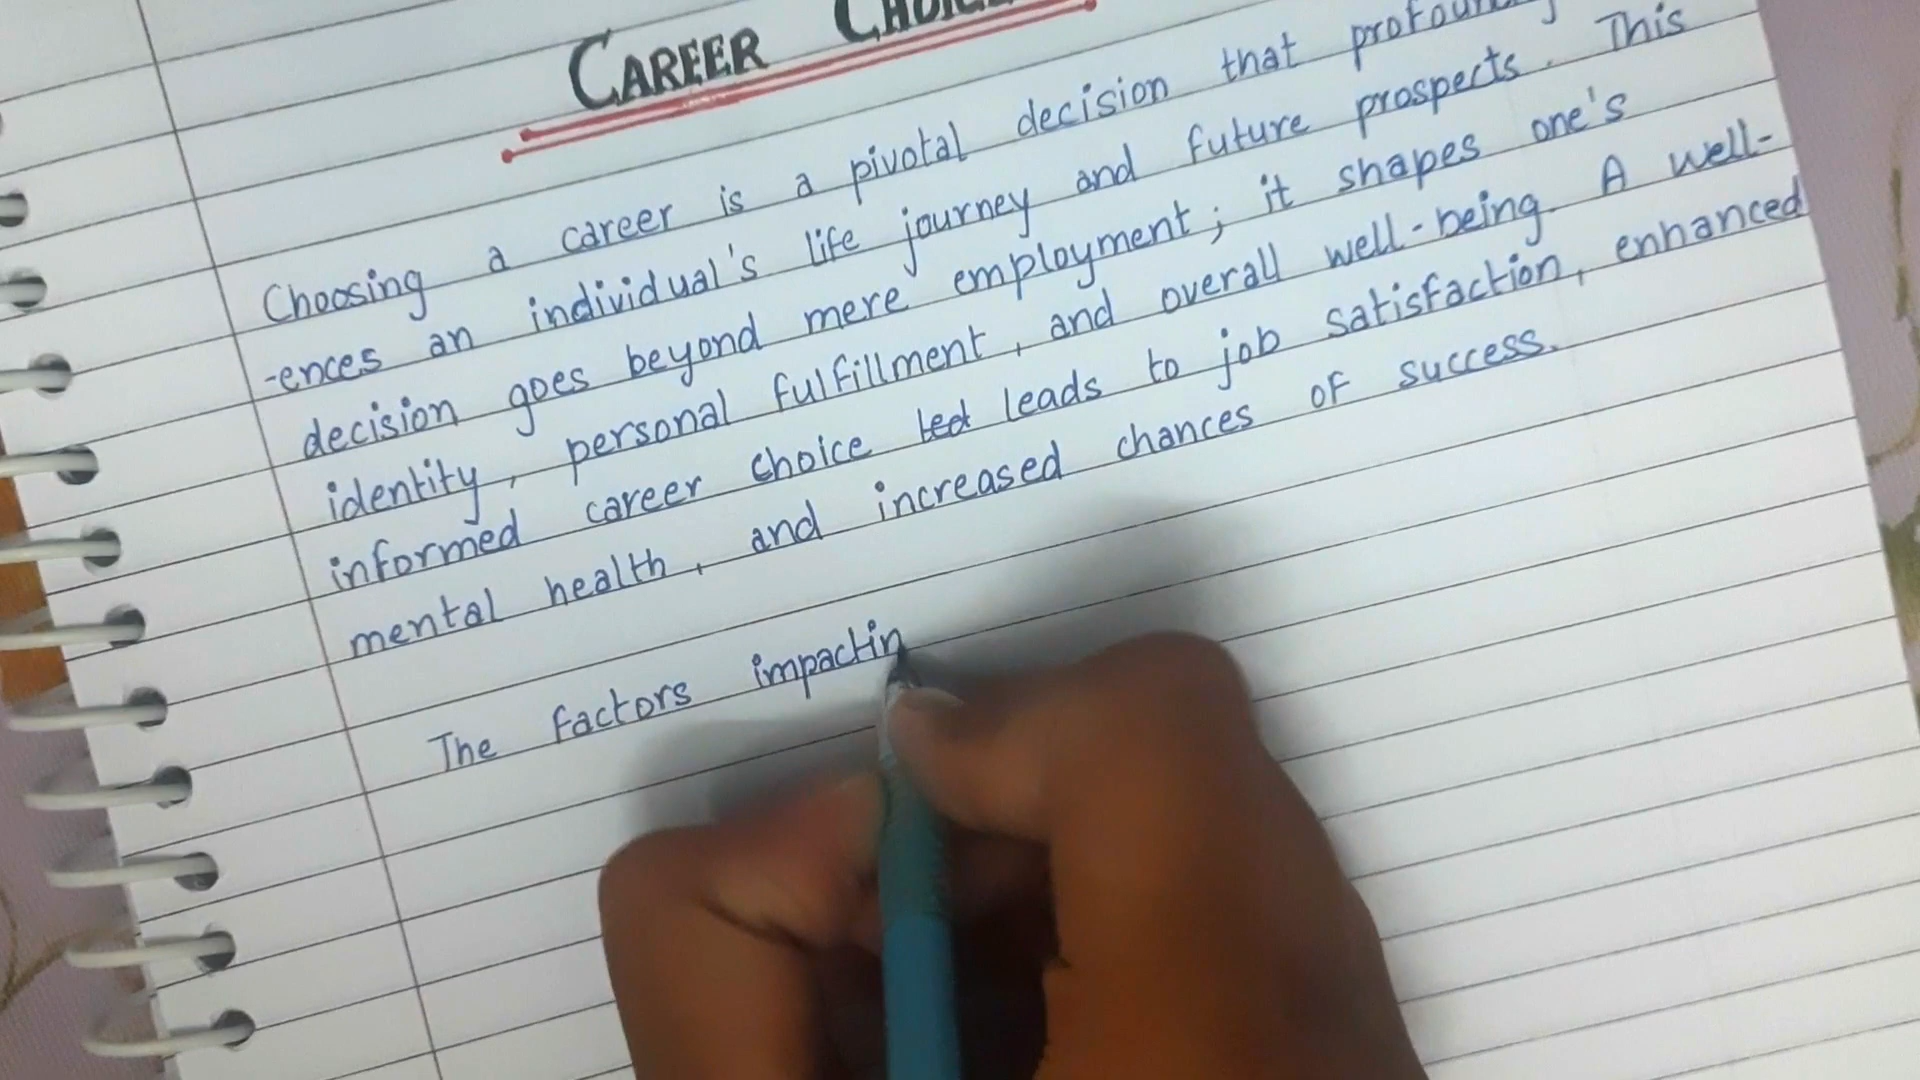 CAREER
Choosing a career is a pivotal decision that
-ences an individual's life journey and future prospects. This
decision goes beyond mere employment; it shapes one's
identity, personal fulfillment, and overall well-being. A well-
informed career choice led leads to job satisfaction, enhanced
mental health, and increased chances of success.
The factors impactin